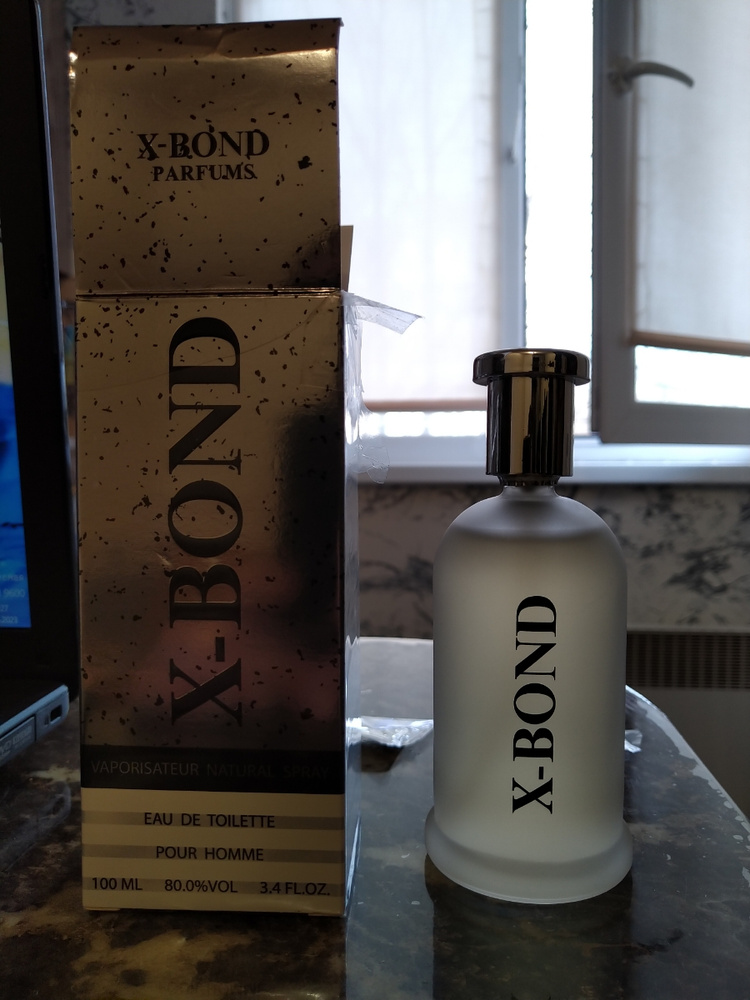 X-BOND
PARFUMS
X-BOND
VAPORISATEUR NATURAL SPRAY
EAU DE TOILETTE
POUR HOMME
100 ML 80.0%VOL 3.4 FL.OZ.
X-BOND